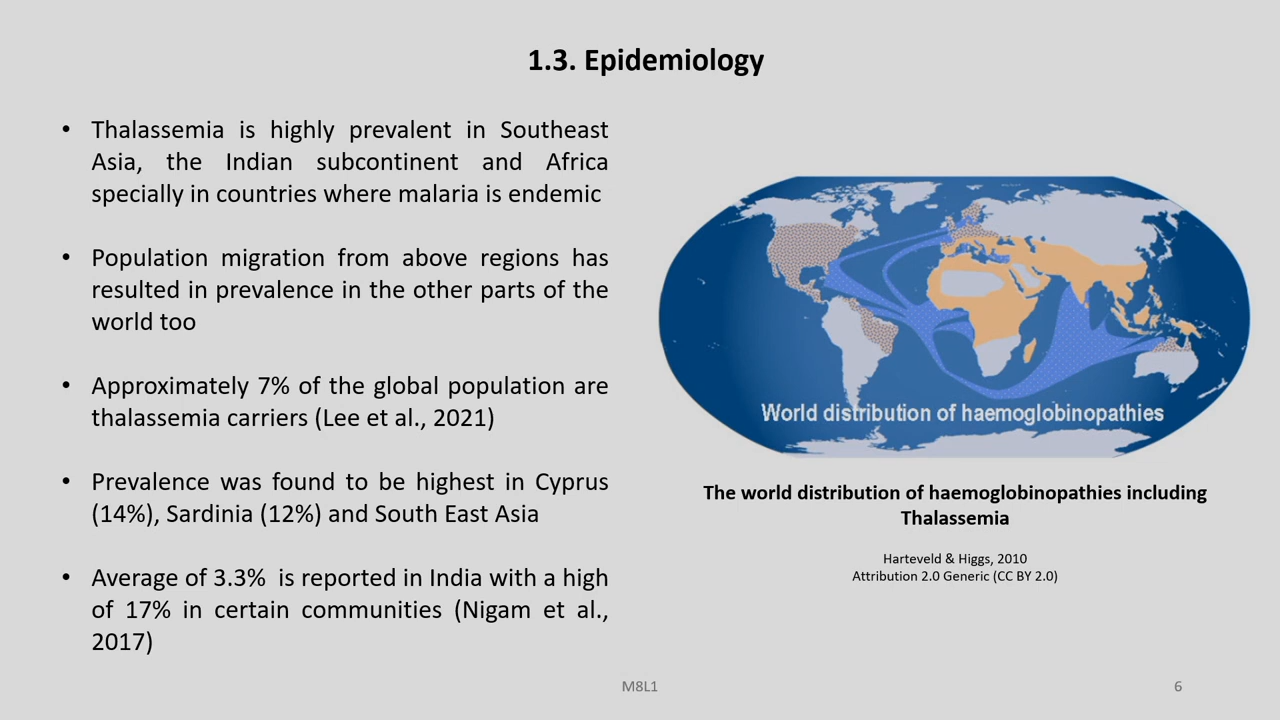 1.3. Epidemiology
• Thalassemia is highly prevalent in Southeast
Asia, the Indian subcontinent and Africa
specially in countries where malaria is endemic
• Population migration from above regions has
resulted in prevalence in the other parts of the
world too
• Approximately 7% of the global population are
thalassemia carriers (Lee et al., 2021)
• Prevalence was found to be highest in Cyprus
(14%), Sardinia (12%) and South East Asia
• Average of 3.3%  is reported in India with a high
of 17% in certain communities (Nigam et al.,
2017)
World distribution of haemoglobinopathies
The world distribution of haemoglobinopathies including
Thalassemia
Harteveld & Higgs, 2010
Attribution 2.0 Generic (CC BY 2.0)
M8L1
6